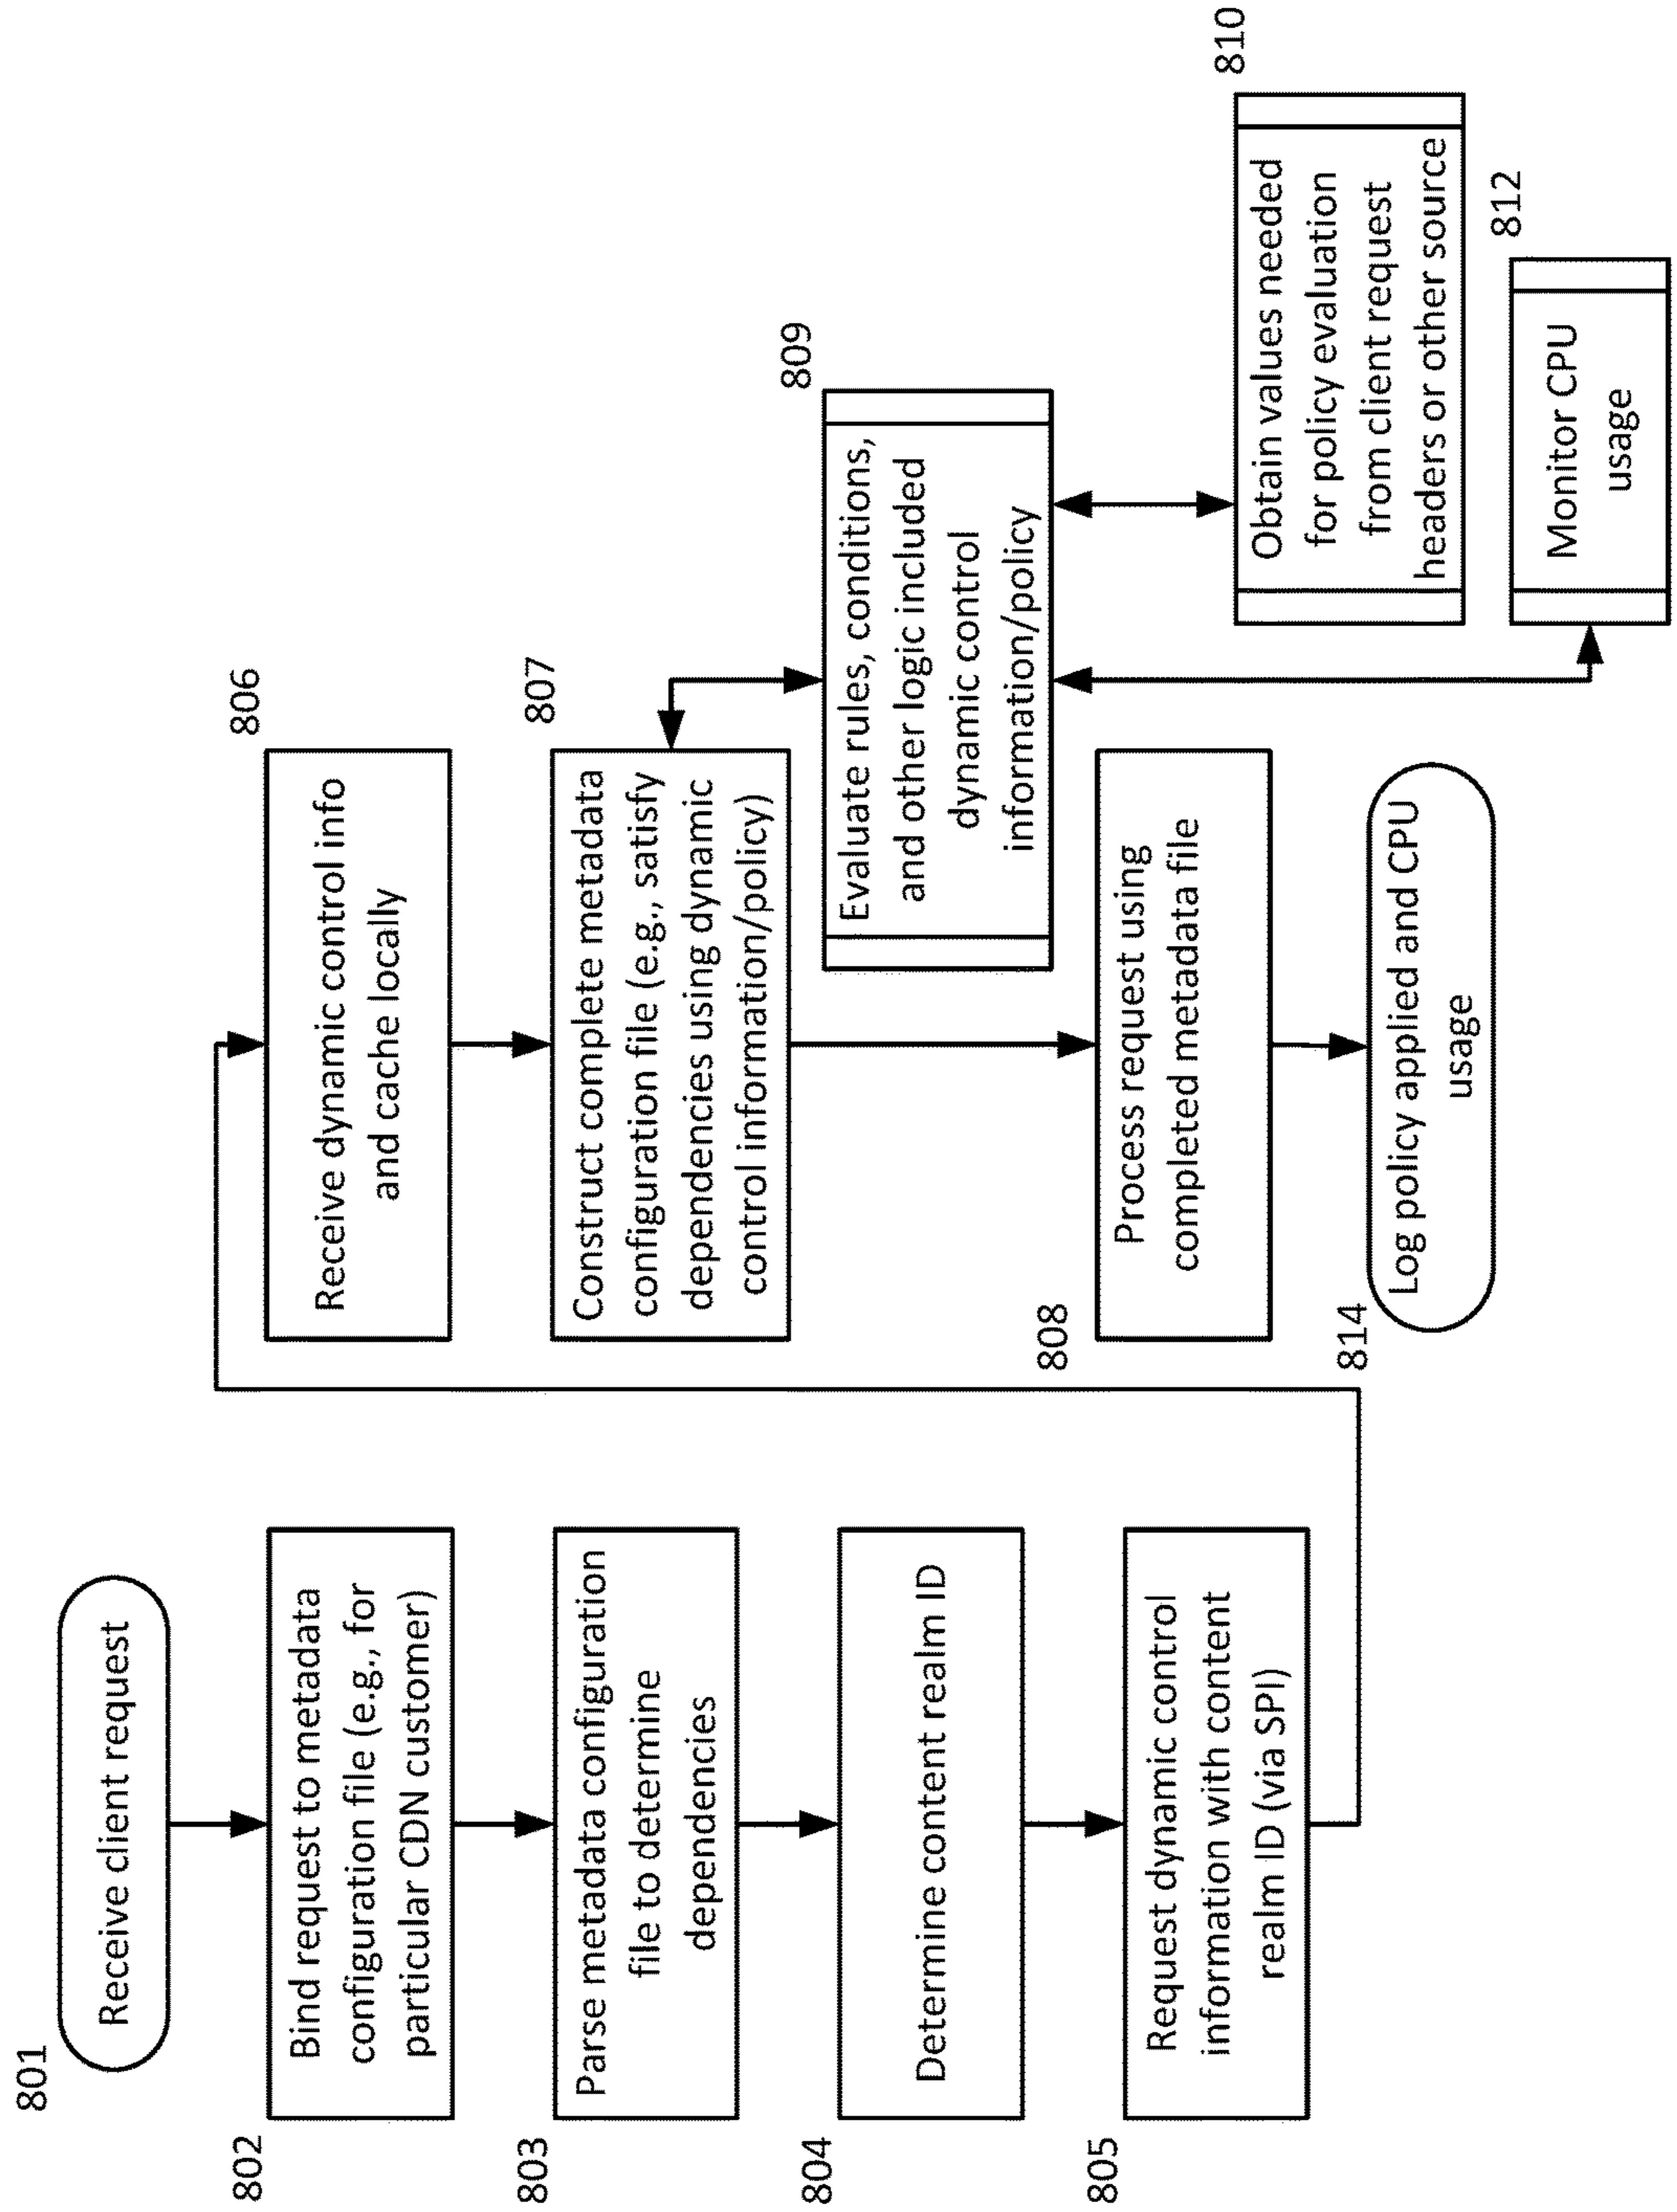 801
Receive client request
802
Bind request to metadata
configuration file (e.g., for
particular CDN customer)
803
Parse metadata configuration
file to determine
dependencies
804
Determine content realm ID
805
Request dynamic control
information with content
realm ID (via SPI)
806
Receive dynamic control info
and cache locally
807
Construct complete metadata
configuration file (e.g., satisfy
dependencies using dynamic
control information/policy)
809
Evaluate rules, conditions,
and other logic included
dynamic control
information/policy
810
Obtain values needed
for policy evaluation
from client request
headers or other source
812
Monitor CPU
usage
808
Process request using
completed metadata file
814
Log policy applied and CPU
usage